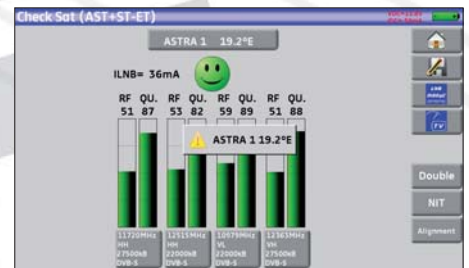 Check Sat (AST+ST-ET)
ASTRA 1 19.2°E
ILNB= 36mA
RF QU. RF QU. RF QU. RF QU.
51 87 53 82 59 89 51 88
ASTRA 1 19.2°E
Double
NIT
Alignment
11720MHz 12515MHz 10979MHz 12363MHz
HH HH VL VH
27500kB 22000kB 22000kB 27500kB
DVB-S DVB-S DVB-S DVB-S
TV